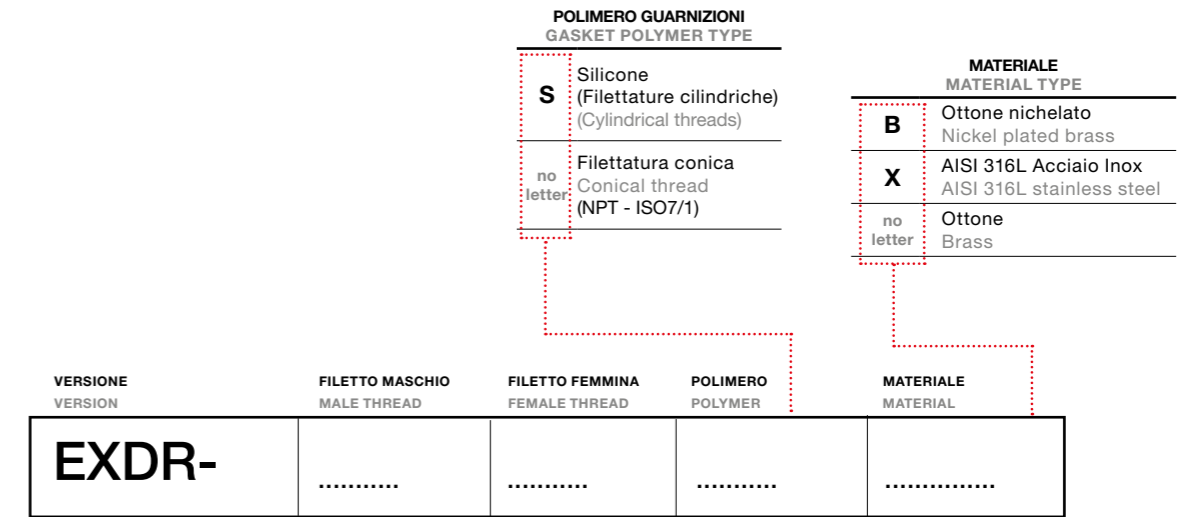 POLIMERO GUARNIZIONI
GASKET POLYMER TYPE
S
Silicone
(Filettature cilindriche)
(Cylindrical threads)
no
letter
Filettatura conica
Conical thread
(NPT - ISO7/1)
MATERIALE
MATERIAL TYPE
B
Ottone nichelato
Nickel plated brass
X
AISI 316L Acciaio Inox
AISI 316L stainless steel
no
letter
Ottone
Brass
VERSIONE
VERSION
FILETTO MASCHIO
MALE THREAD
FILETTO FEMMINA
FEMALE THREAD
POLIMERO
POLYMER
MATERIALE
MATERIAL
EXDR-
...........
...........
...........
...............